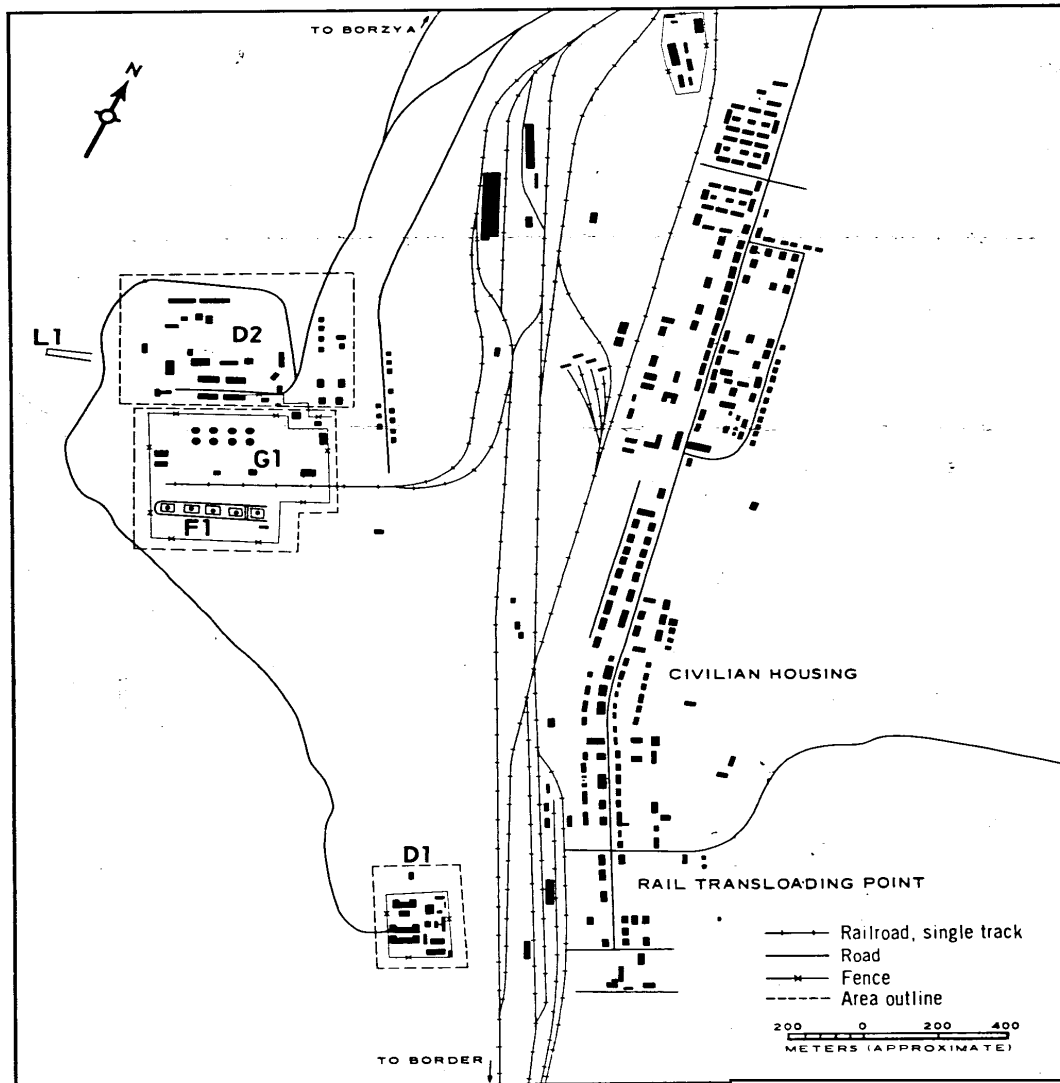 TO BORZYA
N
L1
D2
G1
F1
CIVILIAN HOUSING
D1
RAIL TRANSLOADING POINT
Railroad, single track
Road
Fence
Area outline
200 0 200 400
METERS (APPROXIMATE)
TO BORDER